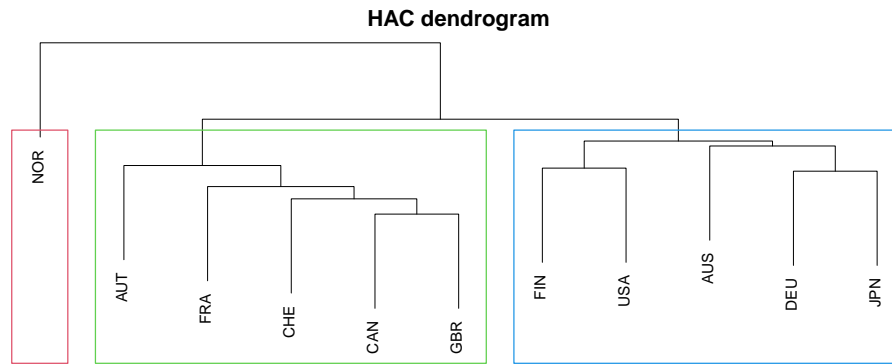 HAC dendrogram
NOR
AUT
FRA
CHE
CAN
GBR
FIN
USA
AUS
DEU
JPN